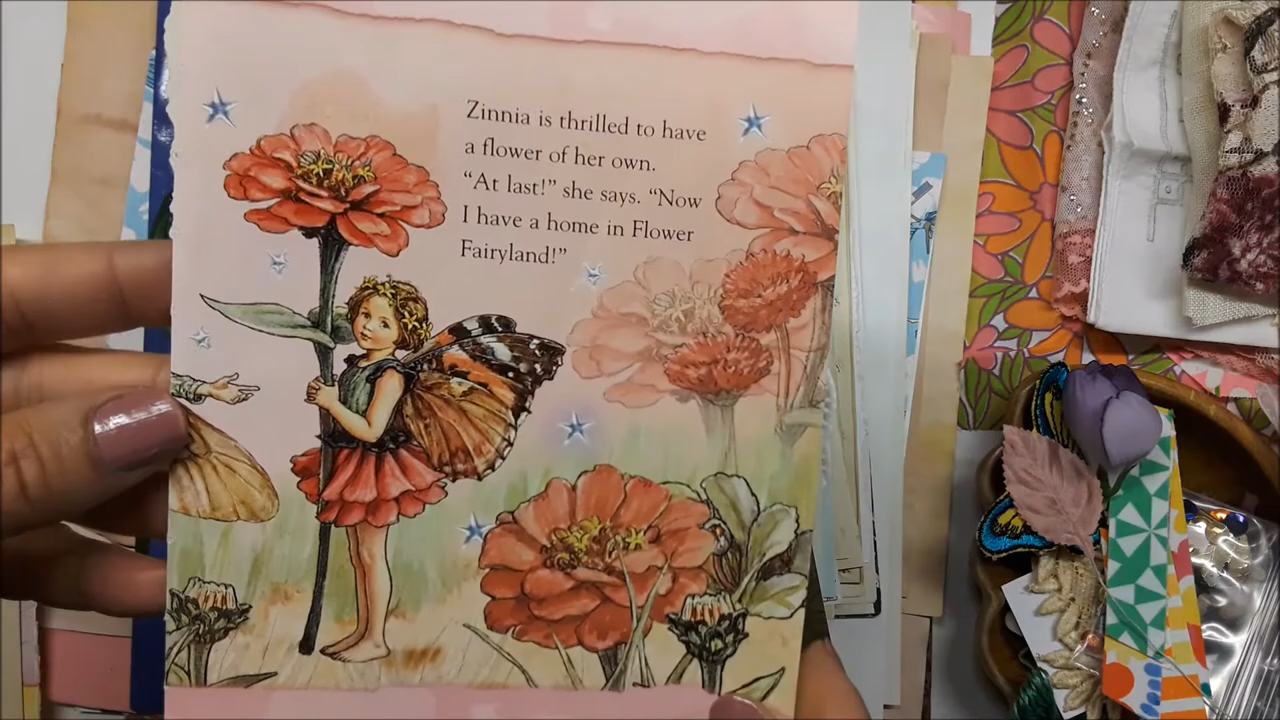 Zinnia is thrilled to have
a flower of her own.
“At last!” she says. “Now
I have a home in Flower
Fairyland!”